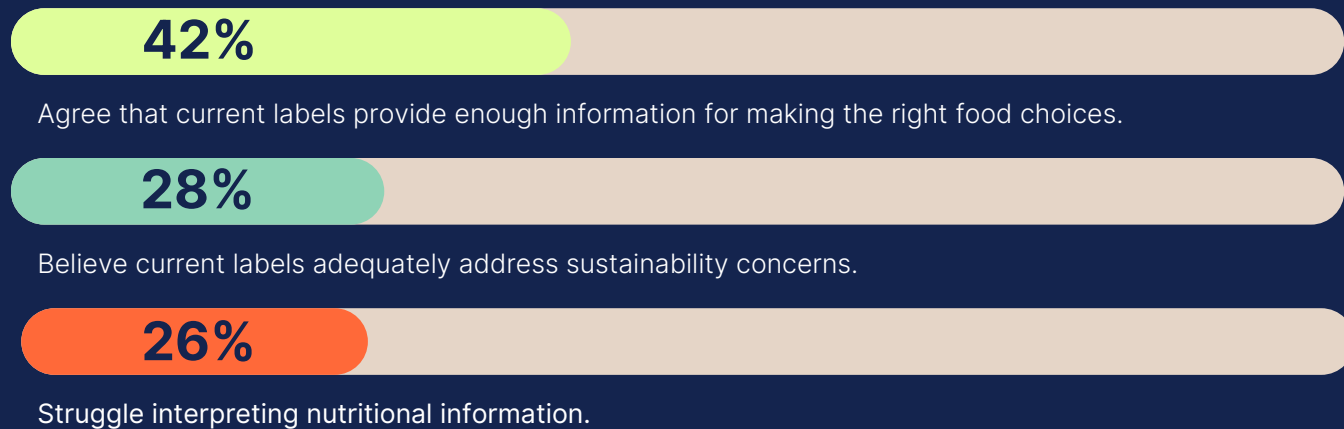 42%
Agree that current labels provide enough information for making the right food choices.
28%
Believe current labels adequately address sustainability concerns.
26%
Struggle interpreting nutritional information.